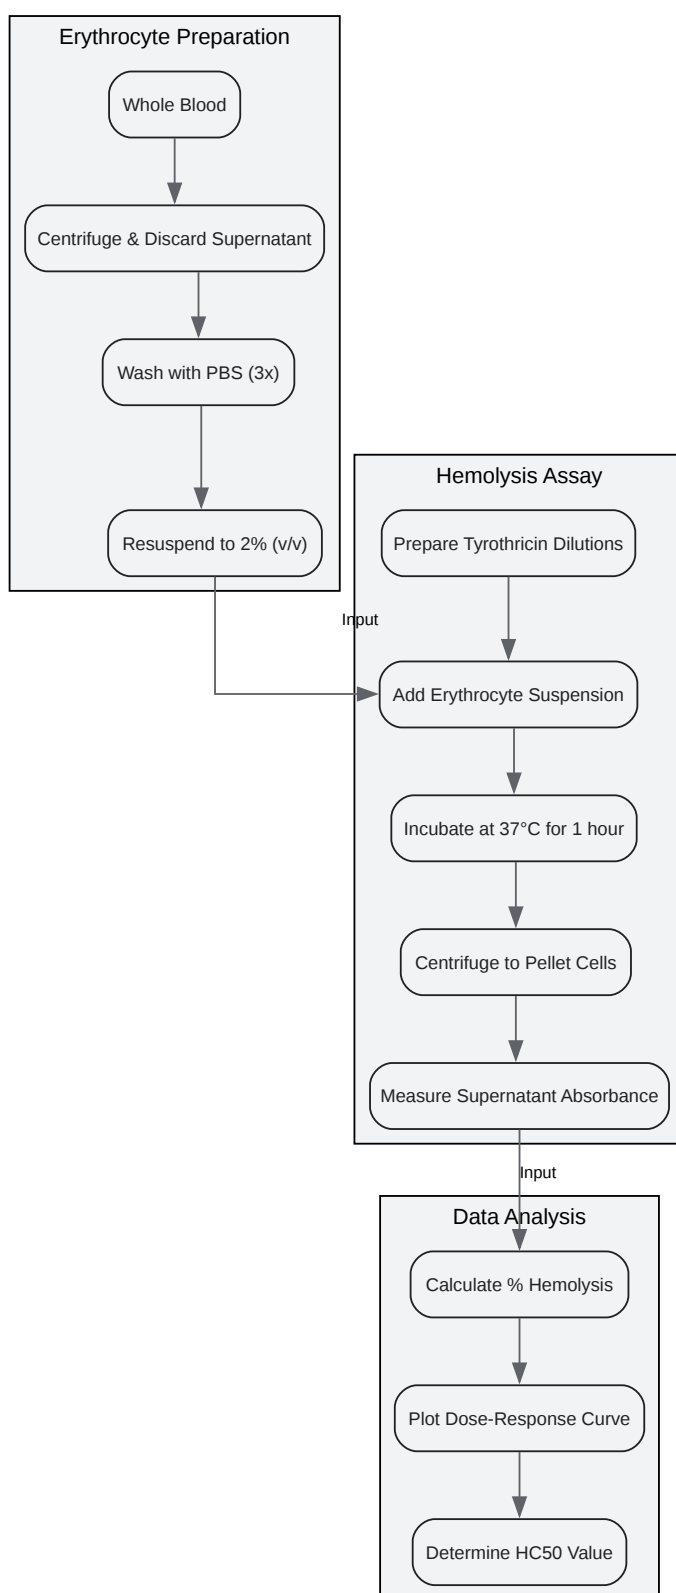 Erythrocyte Preparation
Whole Blood
Centrifuge & Discard Supernatant
Wash with PBS (3x)
Resuspend to 2% (v/v)
Input
Hemolysis Assay
Prepare Tyrothricin Dilutions
Add Erythrocyte Suspension
Incubate at 37°C for 1 hour
Centrifuge to Pellet Cells
Measure Supernatant Absorbance
Input
Data Analysis
Calculate % Hemolysis
Plot Dose-Response Curve
Determine HC50 Value